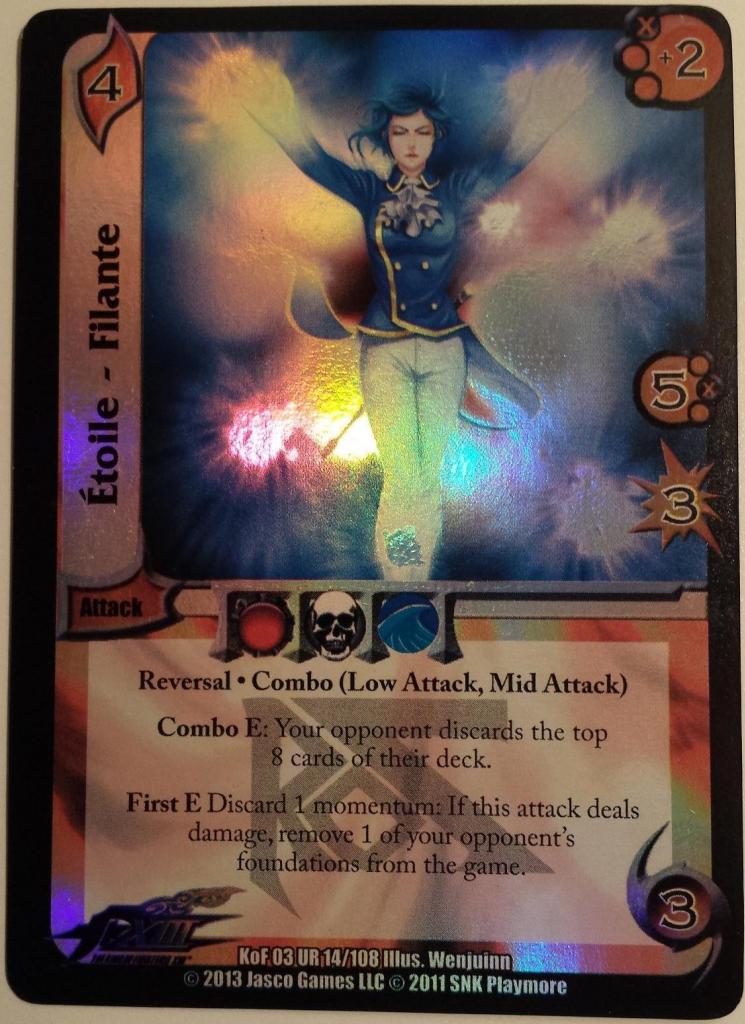 4
+2
Étoile - Filante
5
3
Attack
Reversal • Combo (Low Attack, Mid Attack)
Combo E: Your opponent discards the top
8 cards of their deck.
First E Discard 1 momentum: If this attack deals
damage, remove 1 of your opponent's
foundations from the game.
3
XIII
KoF 03 UR 14/108 Illus. Wenjuinn
© 2013 Jasco Games LLC © 2011 SNK Playmore